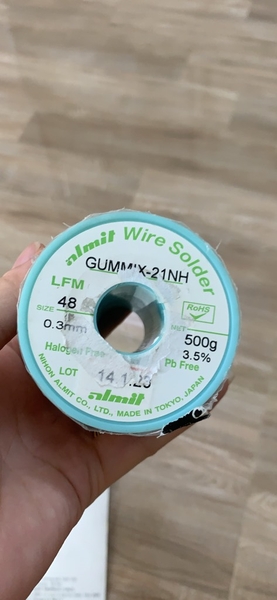 almit Wire Solder
GUMMIX-21NH
LFM
48
RoHS
SIZE
0.3mm
500g
3.5%
Halogen Free
Pb Free
LOT 14.1.20
almit
NIHON ALMIT CO., LTD., MADE IN TOKYO, JAPAN